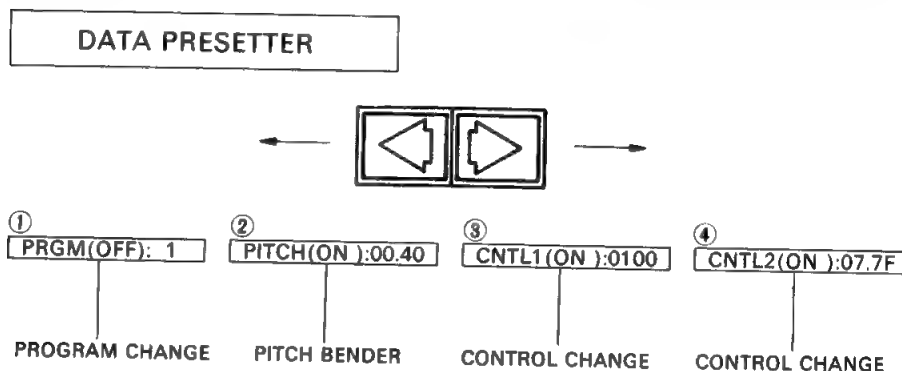 DATA PRESETTER
①
PRGM(OFF): 1
②
PITCH(ON ):00.40
③
CNTL1(ON ):0100
④
CNTL2(ON ):07.7F
PROGRAM CHANGE
PITCH BENDER
CONTROL CHANGE
CONTROL CHANGE